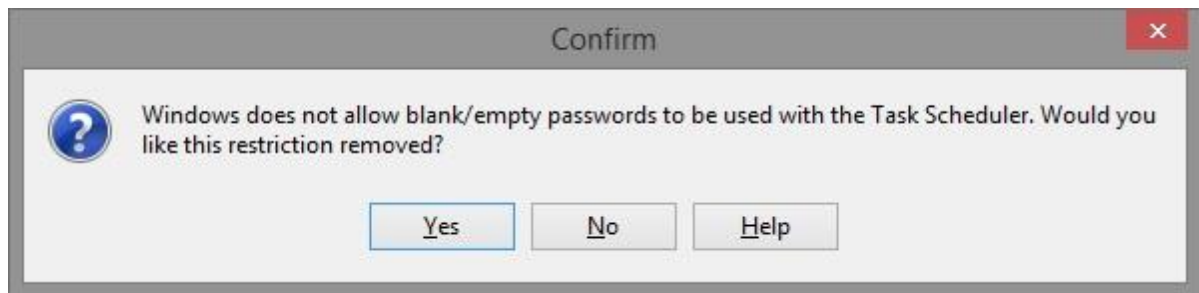 Confirm
Windows does not allow blank/empty passwords to be used with the Task Scheduler. Would you
like this restriction removed?
Yes No Help